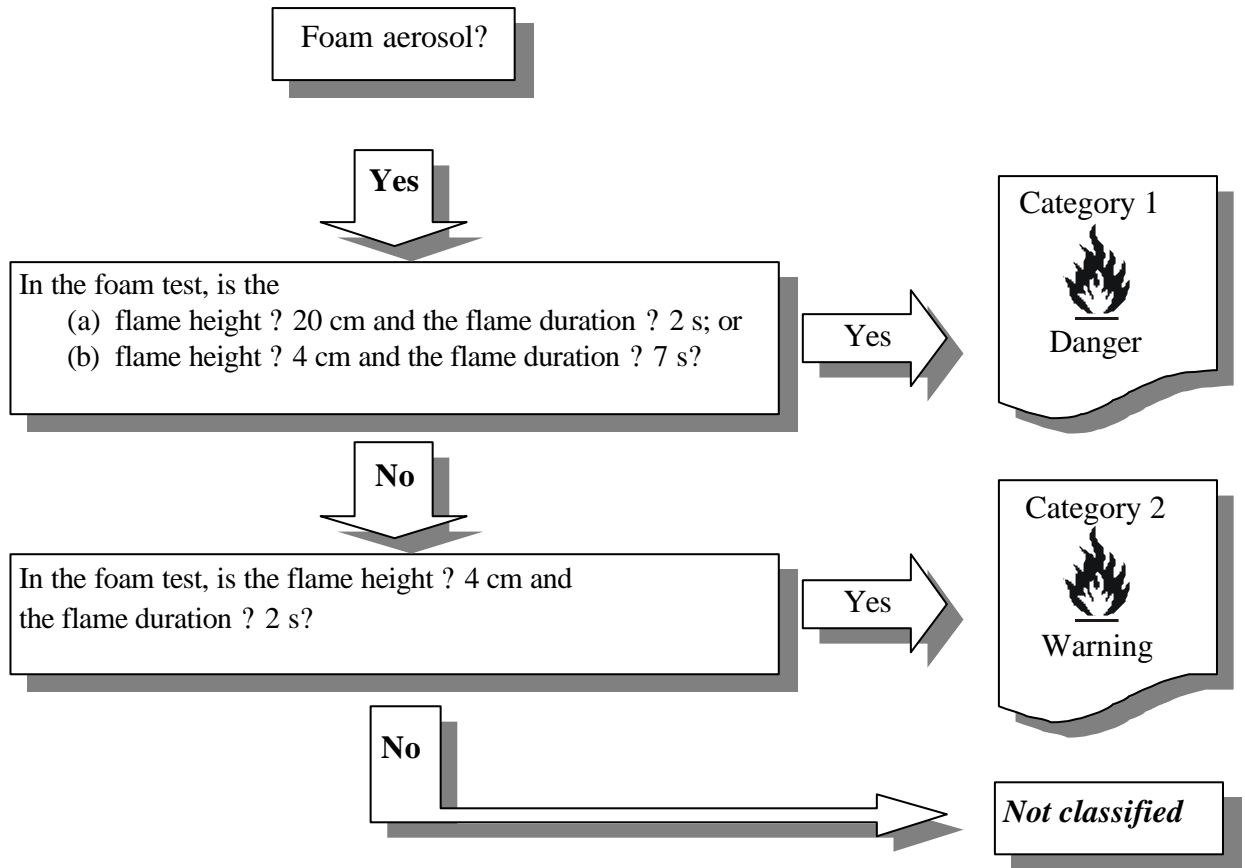 Foam aerosol?
Yes
In the foam test, is the
(a) flame height ? 20 cm and the flame duration ? 2 s; or
(b) flame height ? 4 cm and the flame duration ? 7 s?
Yes
Category 1
Danger
No
In the foam test, is the flame height ? 4 cm and
the flame duration ? 2 s?
Yes
Category 2
Warning
No
Not classified